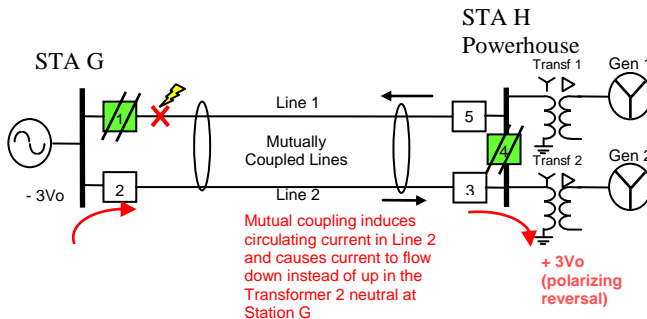 STA G
STA H
Powerhouse
Transf 1
Gen 1
1
Line 1
5
Mutually
Coupled Lines
4
- 3Vo
2
Line 2
3
Transf 2
Gen 2
Mutual coupling induces
circulating current in Line 2
and causes current to flow
down instead of up in the
Transformer 2 neutral at
Station G
+ 3Vo
(polarizing
reversal)